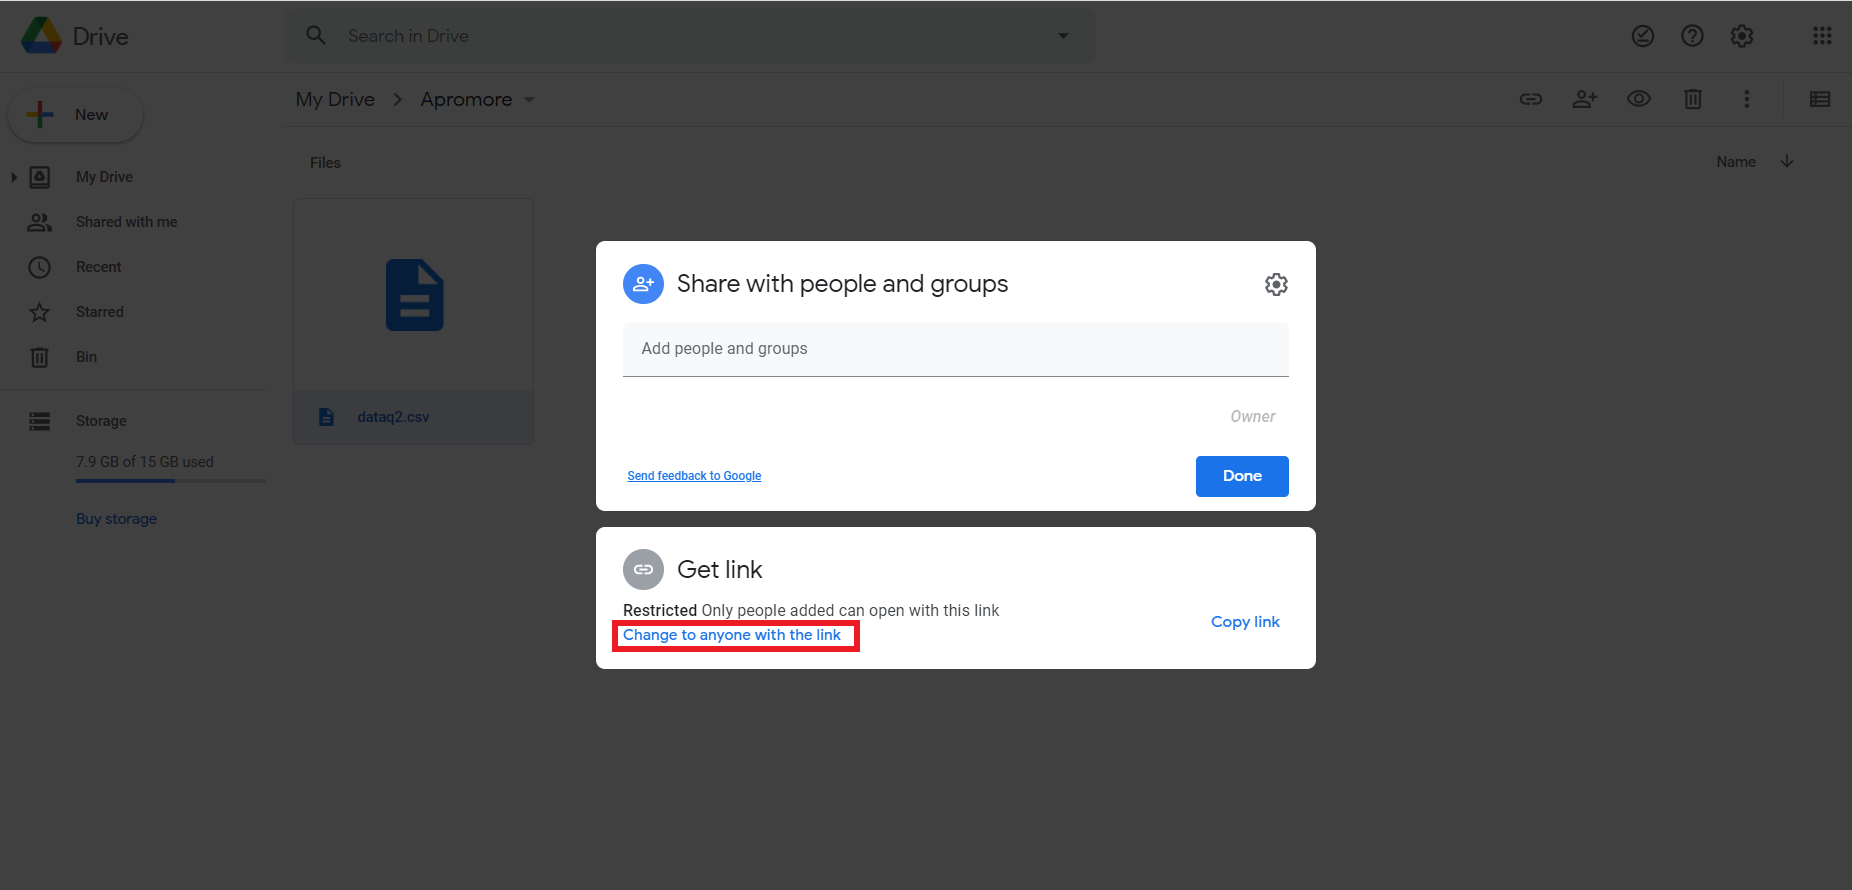 Drive
Search in Drive
New
My Drive
Shared with me
Recent
Starred
Bin
Storage
7.9 GB of 15 GB used
Buy storage
My Drive > Apromore
Files
Name
dataq2.csv
Share with people and groups
Add people and groups
Owner
Send feedback to Google
Done
Get link
Restricted Only people added can open with this link
Change to anyone with the link
Copy link